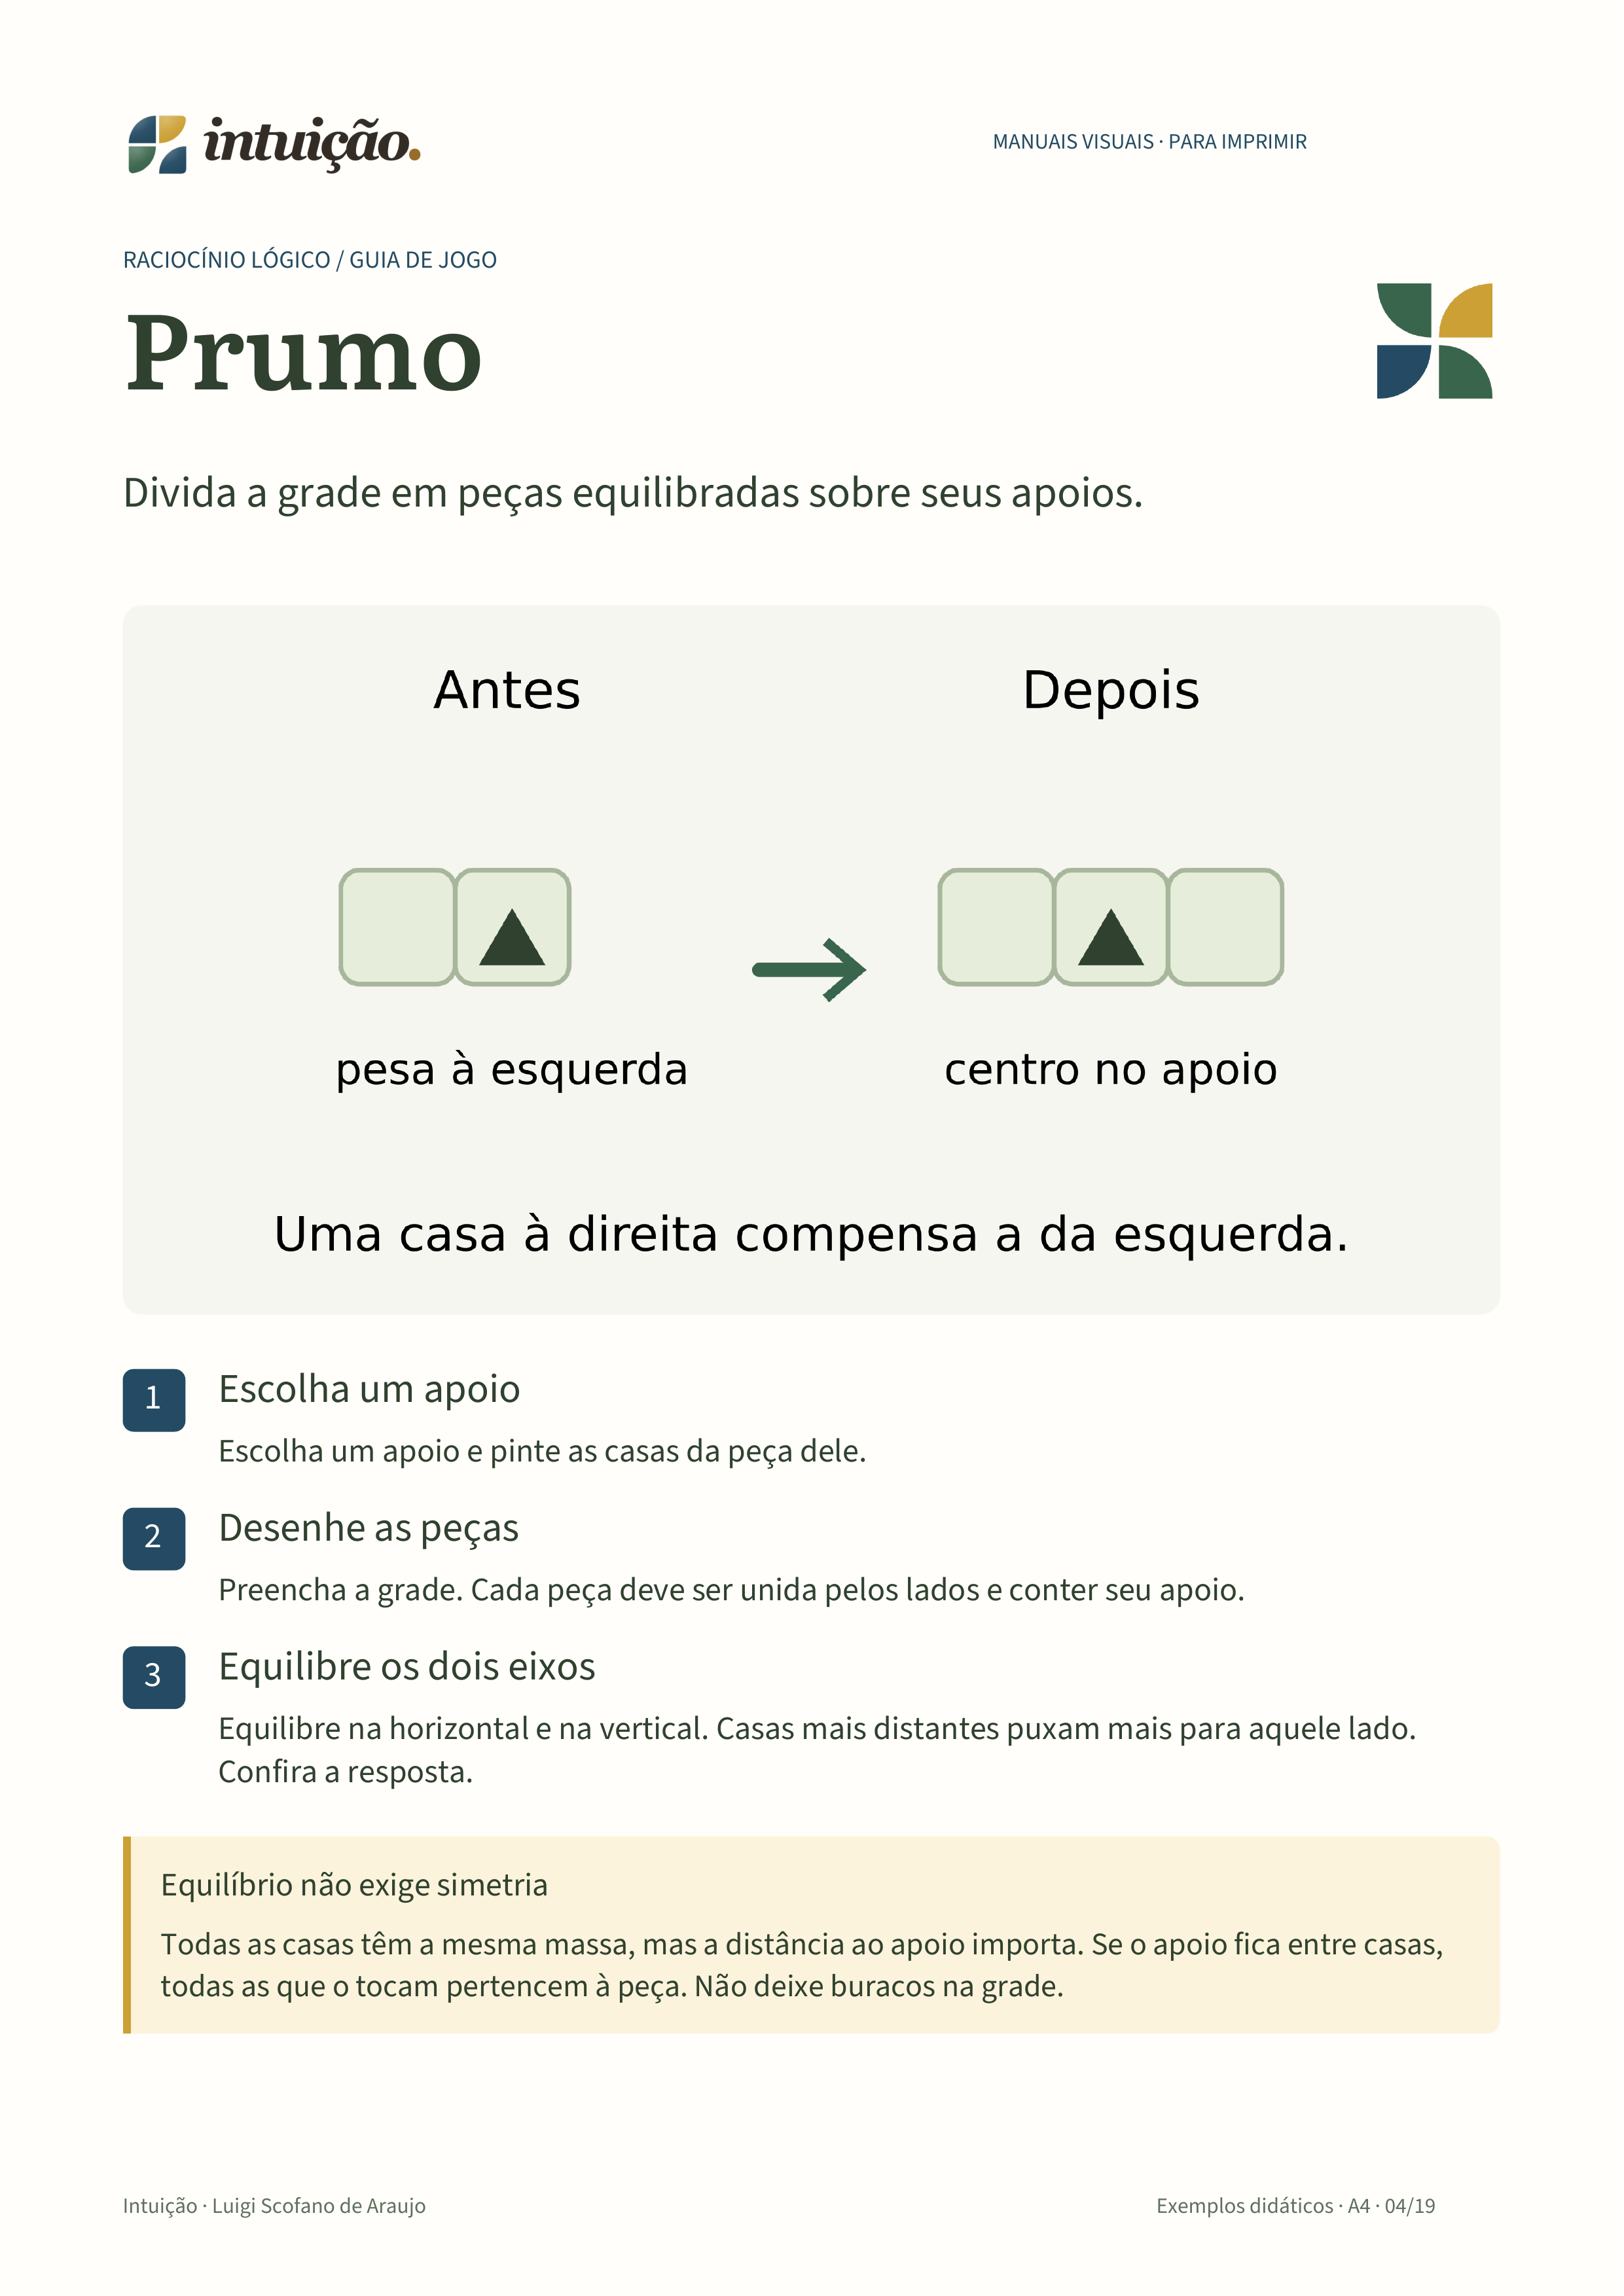 intuição.
MANUAIS VISUAIS · PARA IMPRIMIR
RACIOCÍNIO LÓGICO / GUIA DE JOGO
Prumo
Divida a grade em peças equilibradas sobre seus apoios.
Antes
Depois
pesa à esquerda
centro no apoio
Uma casa à direita compensa a da esquerda.
1
Escolha um apoio
Escolha um apoio e pinte as casas da peça dele.
2
Desenhe as peças
Preencha a grade. Cada peça deve ser unida pelos lados e conter seu apoio.
3
Equilibre os dois eixos
Equilibre na horizontal e na vertical. Casas mais distantes puxam mais para aquele lado.
Confira a resposta.
Equilíbrio não exige simetria
Todas as casas têm a mesma massa, mas a distância ao apoio importa. Se o apoio fica entre casas,
todas as que o tocam pertencem à peça. Não deixe buracos na grade.
Intuição · Luigi Scofano de Araujo
Exemplos didáticos · A4 · 04/19